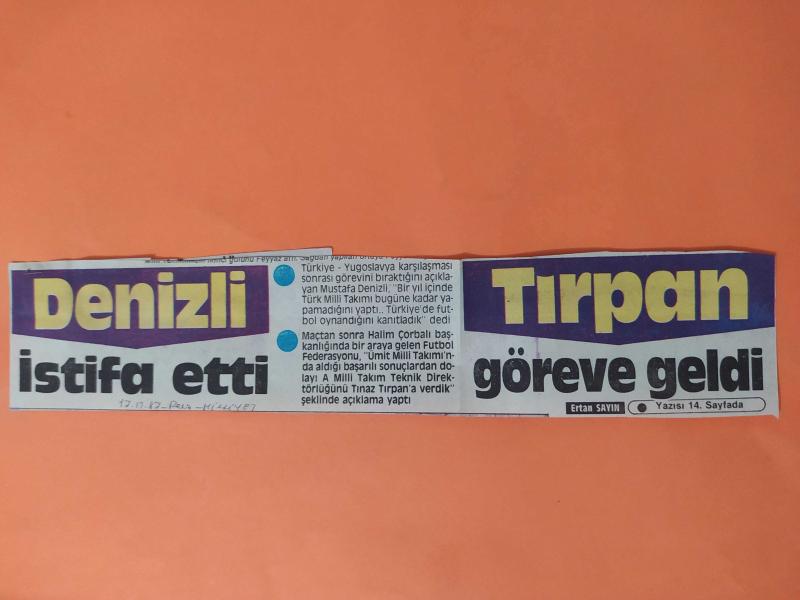 Denizli
istifa etti
Türkiye - Yugoslavya karşılaşması
sonrası görevini bıraktığını açıkla-
yan Mustafa Denizli, "Bir yıl içinde
Türk Milli Takımı bugüne kadar ya-
pamadığını yaptı.. Türkiye'de fut-
bol oynandığını kanıtladık" dedi
Maçtan sonra Halim Çorbalı baş-
kanlığında bir araya gelen Futbol
Federasyonu, "Ümit Milli Takımı'n-
da aldığı başarılı sonuçlardan do-
layı A Milli Takım Teknik Direk-
törlüğünü Tınaz Tırpan'a verdik"
şeklinde açıklama yaptı
Tırpan
göreve geldi
Ertan SAYIN
Yazısı 14. Sayfada